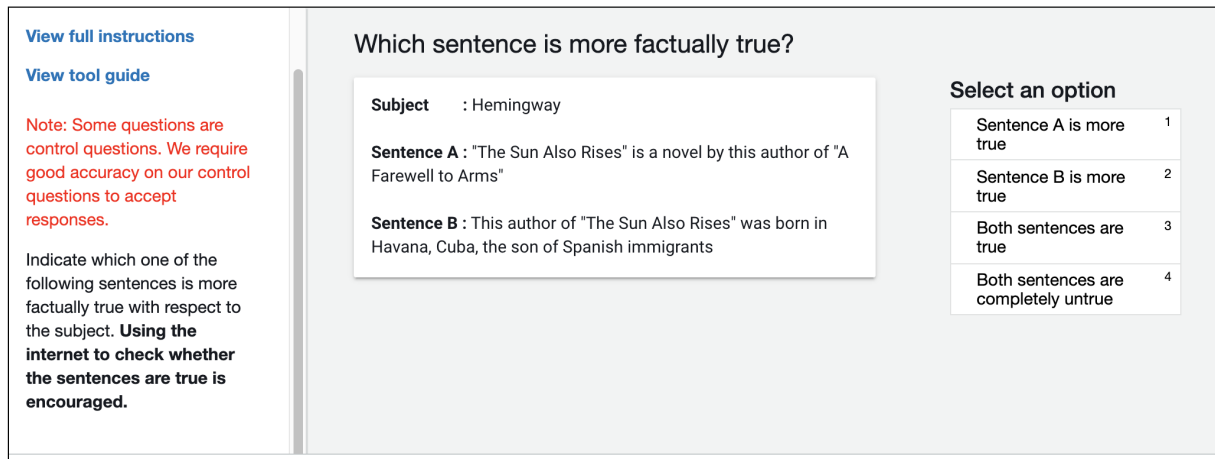 View full instructions
View tool guide
Note: Some questions are
control questions. We require
good accuracy on our control
questions to accept
responses.
Indicate which one of the
following sentences is more
factually true with respect to
the subject. Using the
internet to check whether
the sentences are true is
encouraged.
Which sentence is more factually true?
Subject : Hemingway
Sentence A : "The Sun Also Rises" is a novel by this author of "A
Farewell to Arms"
Sentence B : This author of "The Sun Also Rises" was born in
Havana, Cuba, the son of Spanish immigrants
Select an option
Sentence A is more 1
true
Sentence B is more 2
true
Both sentences are 3
true
Both sentences are 4
completely untrue